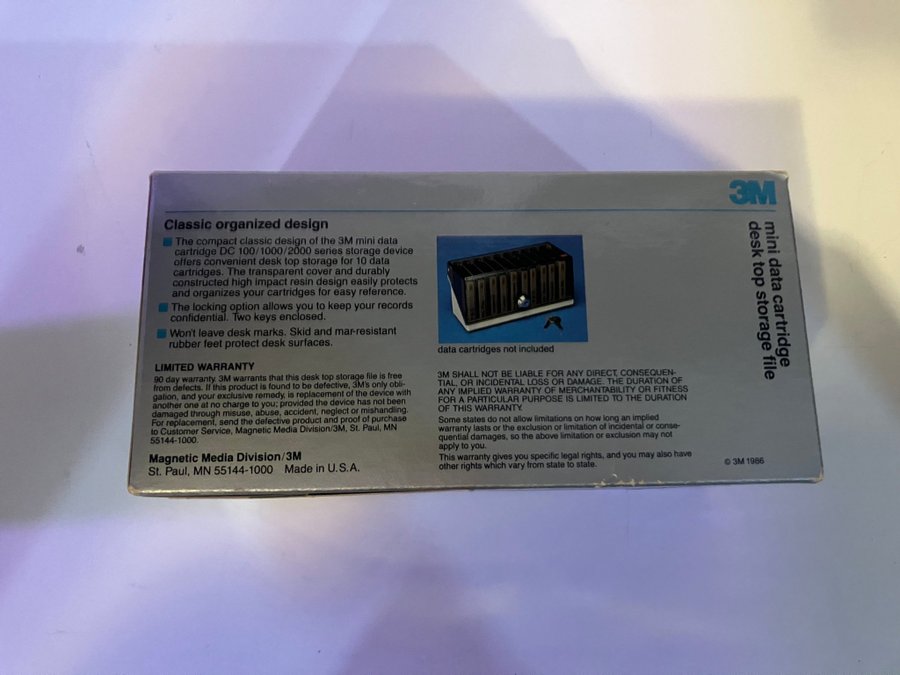 3M
mini data cartridge
desk top storage file
Classic organized design
The compact classic design of the 3M mini data
cartridge DC 100/1000/2000 series storage device
offers convenient desk top storage for 10 data
cartridges. The transparent cover and durably
constructed high impact resin design easily protects
and organizes your cartridges for easy reference.
The locking option allows you to keep your records
confidential. Two keys enclosed.
Won't leave desk marks. Skid and mar-resistant
rubber feet protect desk surfaces.
LIMITED WARRANTY
90 day warranty. 3M warrants that this desk top storage file is free
from defects. If this product is found to be defective, 3M's only obli-
gation, and your exclusive remedy, is replacement of the device with
another one at no charge to you; provided the device has not been
damaged through misuse, abuse, accident, neglect or mishandling.
For replacement, send the defective product and proof of purchase
to Customer Service, Magnetic Media Division/3M, St. Paul, MN
55144-1000.
Magnetic Media Division/3M
St. Paul, MN 55144-1000 Made in U.S.A.
data cartridges not included
3M SHALL NOT BE LIABLE FOR ANY DIRECT, CONSEQUEN-
TIAL, OR INCIDENTAL LOSS OR DAMAGE. THE DURATION OF
ANY IMPLIED WARRANTY OF MERCHANTABILITY OR FITNESS
FOR A PARTICULAR PURPOSE IS LIMITED TO THE DURATION
OF THIS WARRANTY.
Some states do not allow limitations on how long an implied
warranty lasts or the exclusion or limitation of incidental or conse-
quential damages, so the above limitation or exclusion may not
apply to you.
This warranty gives you specific legal rights, and you may also have
other rights which vary from state to state.
© 3M 1986